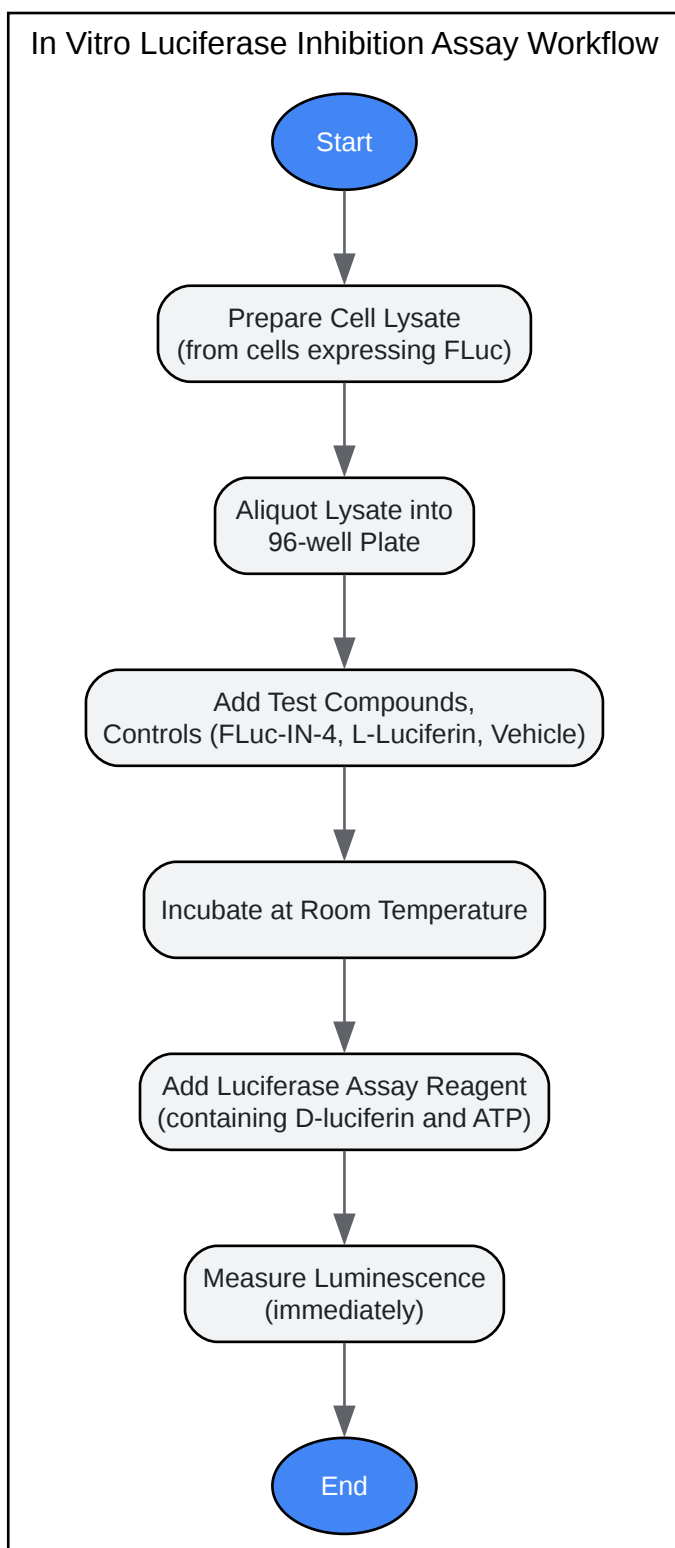 In Vitro Luciferase Inhibition Assay Workflow
Start
Prepare Cell Lysate
(from cells expressing FLuc)
Aliquot Lysate into
96-well Plate
Add Test Compounds,
Controls (FLuc-IN-4, L-Luciferin, Vehicle)
Incubate at Room Temperature
Add Luciferase Assay Reagent
(containing D-luciferin and ATP)
Measure Luminescence
(immediately)
End